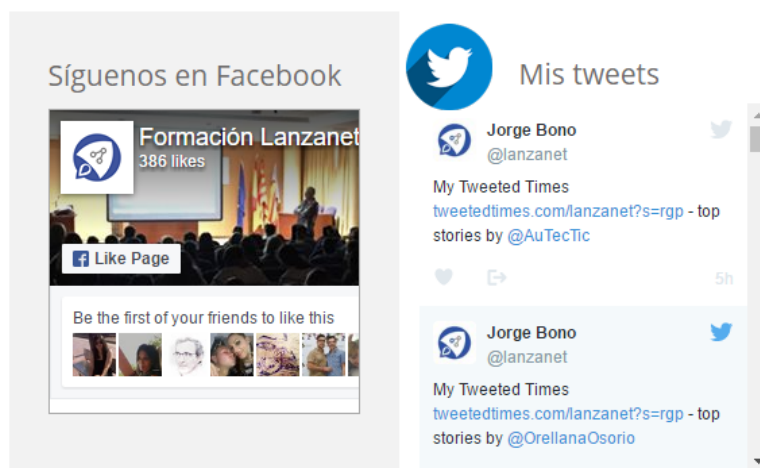 Síguenos en Facebook
Formación Lanzanet
386 likes
Like Page
Be the first of your friends to like this
Mis tweets
Jorge Bono
@lanzanet
My Tweeted Times
tweetedtimes.com/lanzanet?s=rgp - top
stories by @AuTecTic
5h
Jorge Bono
@lanzanet
My Tweeted Times
tweetedtimes.com/lanzanet?s=rgp - top
stories by @OrellanaOsorio